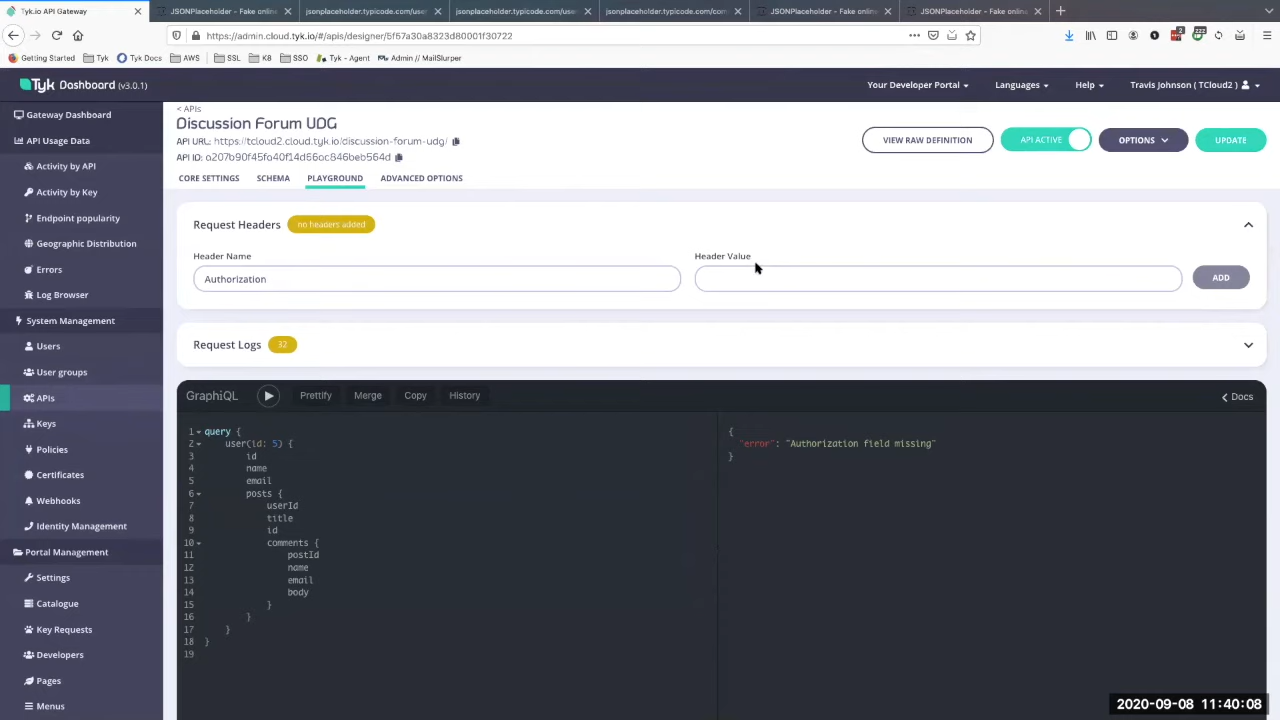 Tyk.io API Gateway
JSONPlaceholder - Fake online
jsonplaceholder.typicode.com/use
jsonplaceholder.typicode.com/use
jsonplaceholder.typicode.com/com
JSONPlaceholder - Fake online
JSONPlaceholder - Fake online
https://admin.cloud.tyk.io/#/apis/designer/5f57a30a8323d80001f30722
Getting Started Tyk Tyk Docs AWS SSL K8 SSO Tyk - Agent Admin // MailSlurper
Tyk Dashboard (v3.0.1)
Your Developer Portal Languages Help Travis Johnson ( TCloud2 )
Gateway Dashboard
API Usage Data
Activity by API
Activity by Key
Endpoint popularity
Geographic Distribution
Errors
Log Browser
System Management
Users
User groups
APIs
Keys
Policies
Certificates
Webhooks
Identity Management
Portal Management
Settings
Catalogue
Key Requests
Developers
Pages
Menus
< APIs
Discussion Forum UDG
API URL: https://tcloud2.cloud.tyk.io/discussion-forum-udg/
API ID: a207b90f45fa40f14d66ac846beb564d
VIEW RAW DEFINITION API ACTIVE OPTIONS UPDATE
CORE SETTINGS SCHEMA PLAYGROUND ADVANCED OPTIONS
Request Headers no headers added
Header Name Header Value
Authorization
ADD
Request Logs 32
GraphiQL Prettify Merge Copy History Docs
1 query {
2 user(id: 5) {
3 id
4 name
5 email
6 posts {
7 userId
8 title
9 id
10 comments {
11 postId
12 name
13 email
14 body
15 }
16 }
17 }
18 }
19
{
"error": "Authorization field missing"
}
2020-09-08 11:40:08